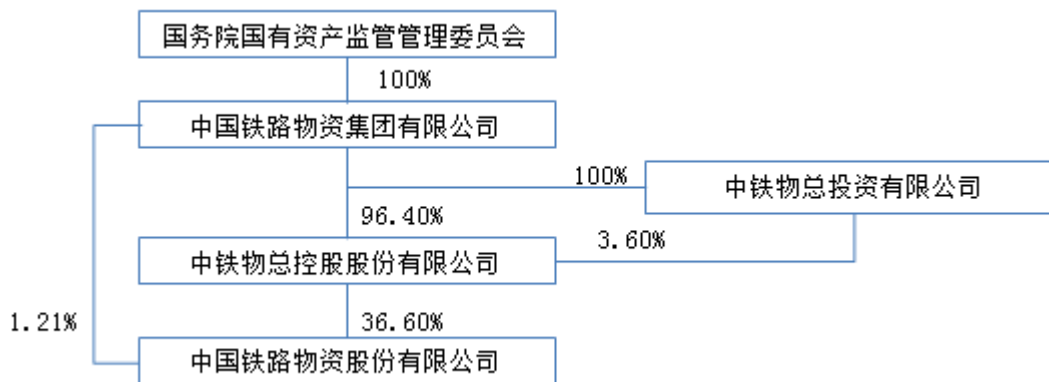 国务院国有资产监管管理委员会
100%
中国铁路物资集团有限公司
100%
中铁物总投资有限公司
96.40%
3.60%
中铁物总控股股份有限公司
1.21%
36.60%
中国铁路物资股份有限公司